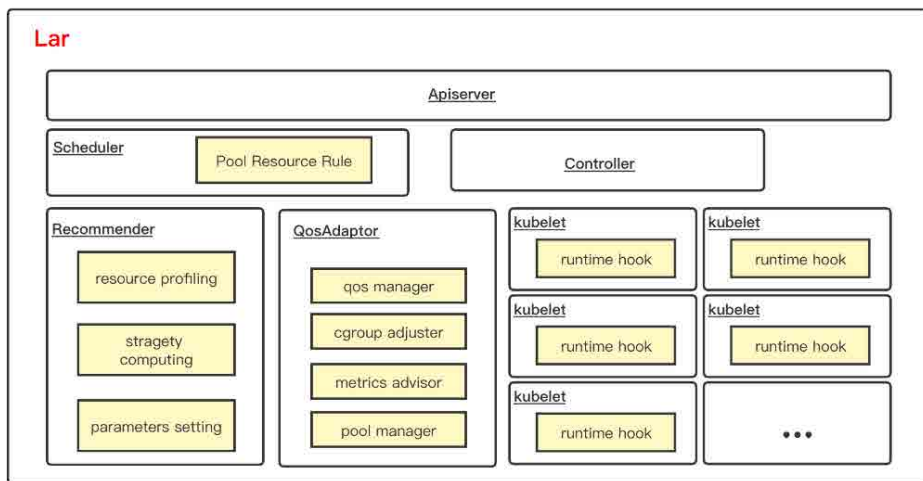 Lar
Apiserver
Scheduler
Pool Resource Rule
Controller
Recommender
resource profiling
stragety
computing
parameters setting
QosAdaptor
qos manager
cgroup adjuster
metrics advisor
pool manager
kubelet
runtime hook
kubelet
runtime hook
kubelet
runtime hook
kubelet
runtime hook
kubelet
runtime hook
•••